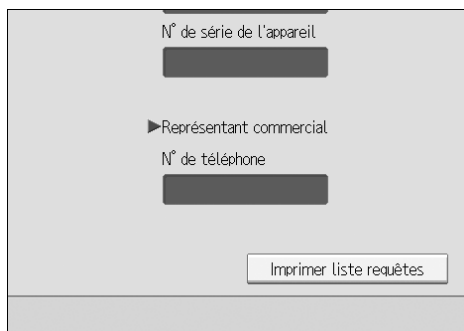 N° de série de l'appareil
▶Représentant commercial
N° de téléphone
Imprimer liste requêtes